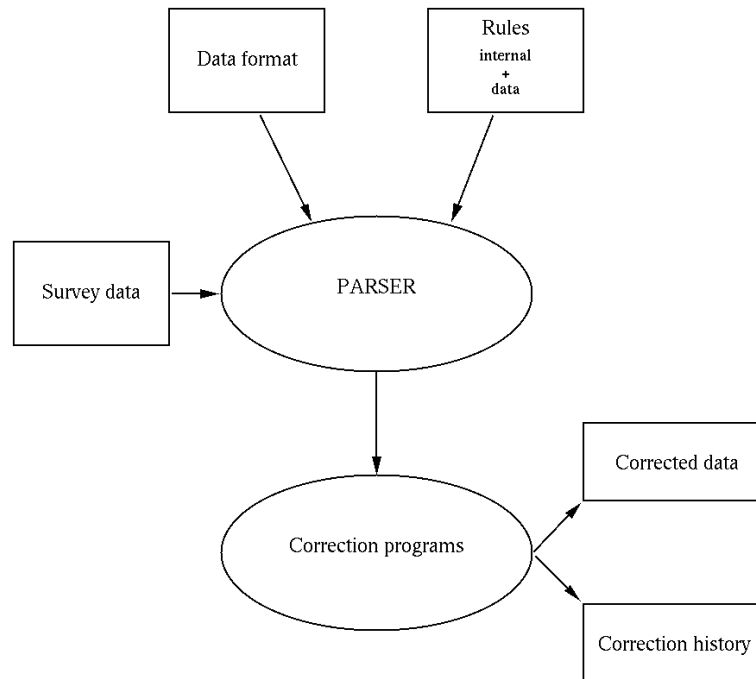 Data format
Rules
internal
+
data
Survey data
PARSER
Corrected data
Correction programs
Correction history